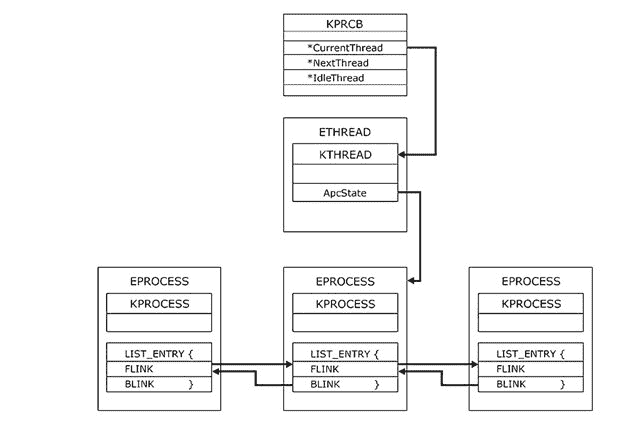 KPRCB
*CurrentThread
*NextThread
*IdleThread
ETHREAD
KTHREAD
ApcState
EPROCESS
KPROCESS
LIST_ENTRY {
FLINK
BLINK }
EPROCESS
KPROCESS
LIST_ENTRY {
FLINK
BLINK }
EPROCESS
KPROCESS
LIST_ENTRY {
FLINK
BLINK }